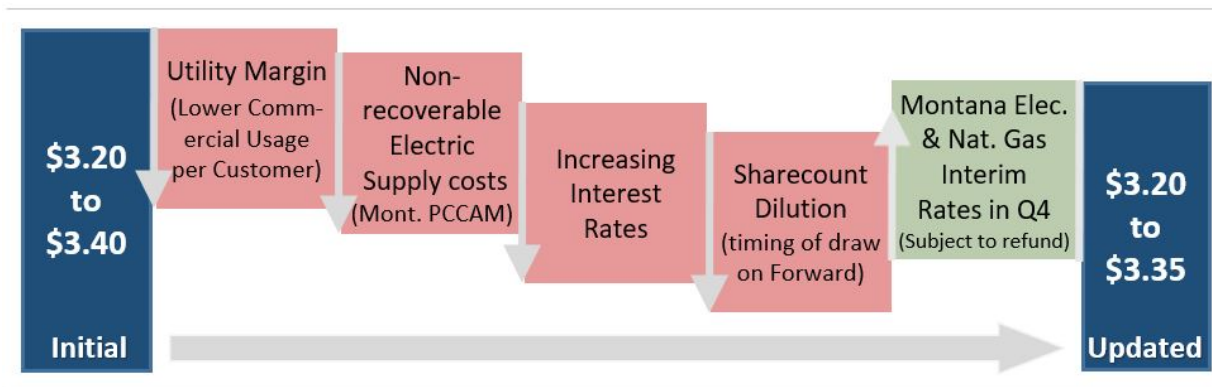 $3.20
to
$3.40
Initial
Utility Margin
(Lower Comm-
ercial Usage
per Customer)
Non-
recoverable
Electric
Supply costs
(Mont. PCCAM)
Increasing
Interest
Rates
Sharecount
Dilution
(timing of draw
on Forward)
Montana Elec.
& Nat. Gas
Interim
Rates in Q4
(Subject to refund)
$3.20
to
$3.35
Updated